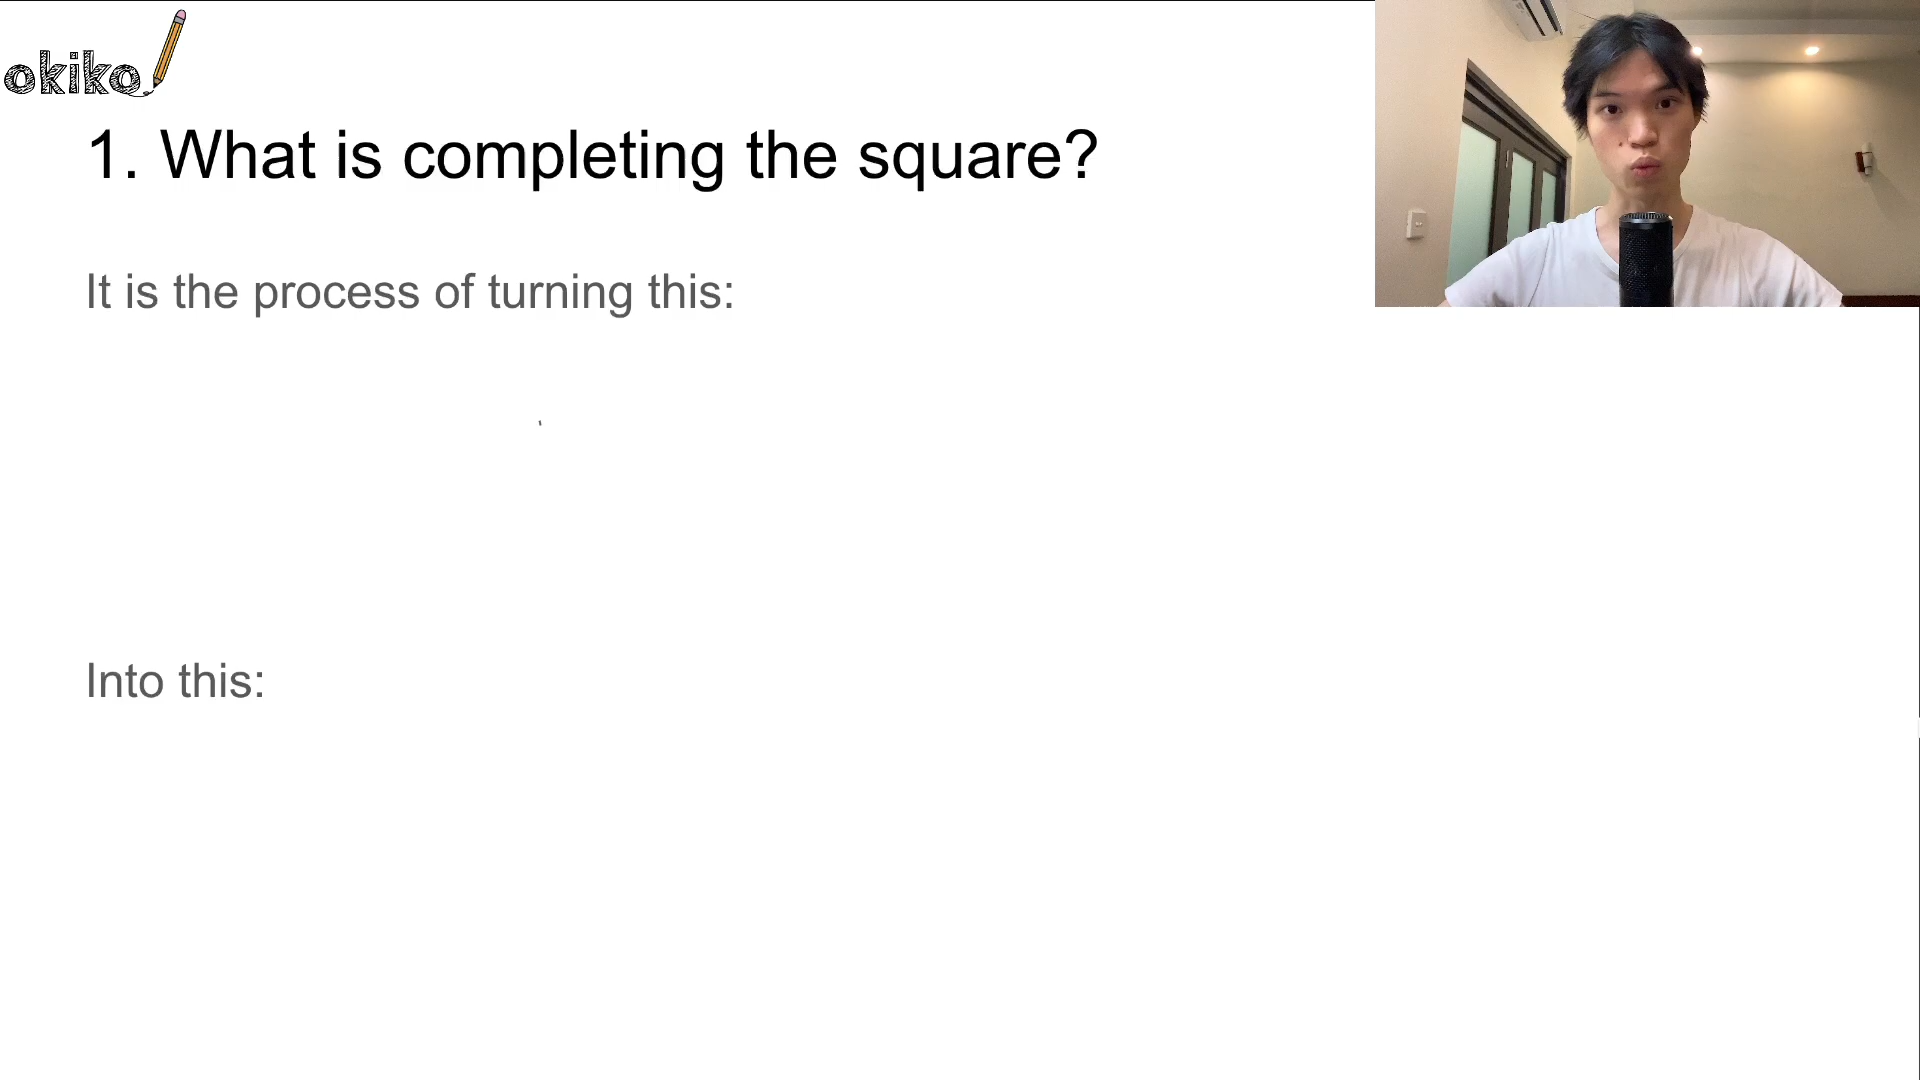 okiko
1. What is completing the square?
It is the process of turning this:
Into this: